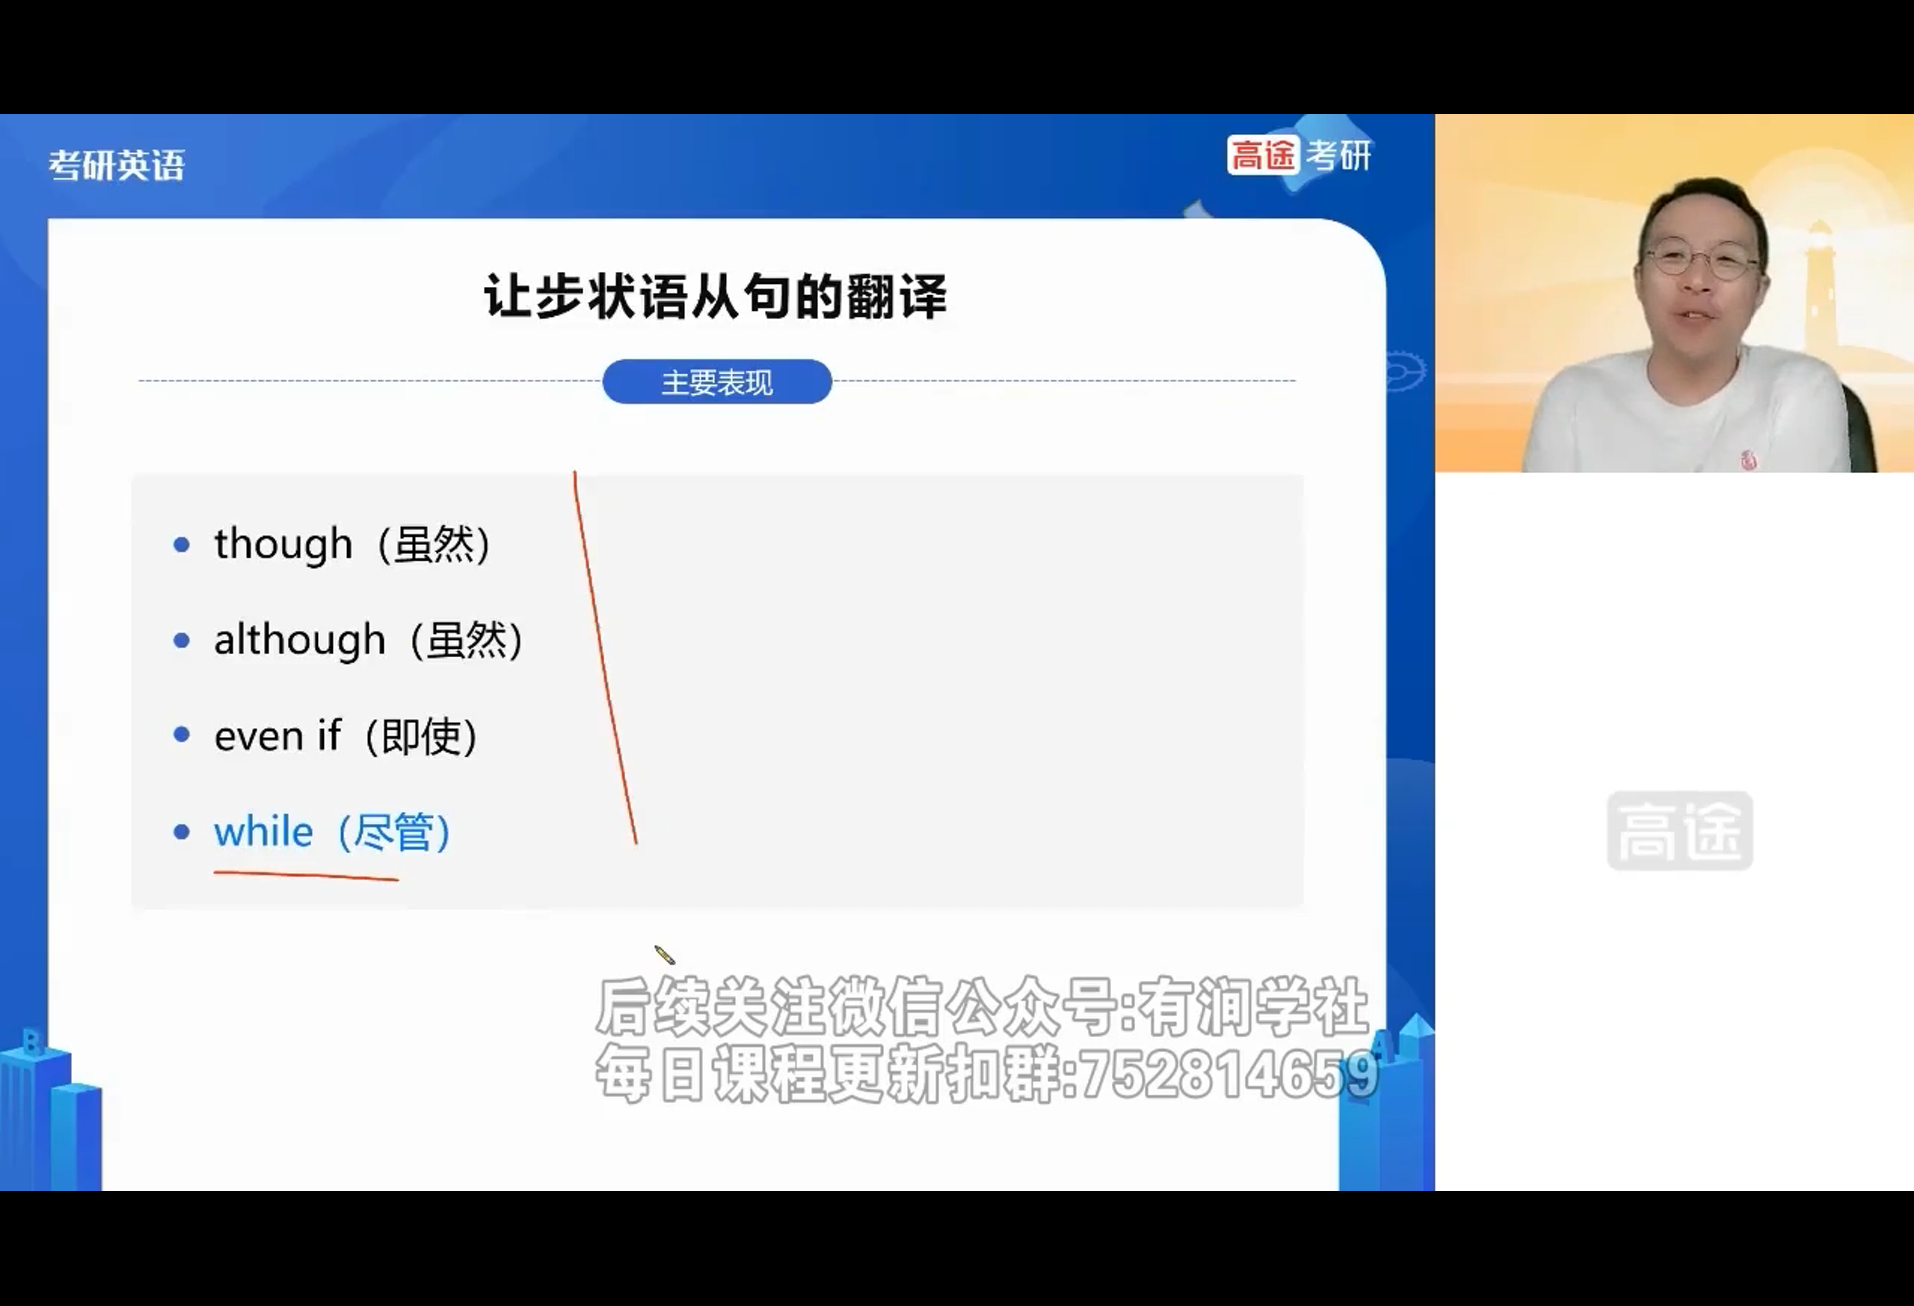 考研英语
高途考研
让步状语从句的翻译
主要表现
though（虽然）
although（虽然）
even if（即使）
while（尽管）
高途
后续关注微信公众号:有润学社
每日课程更新扣群:752814659
B
A